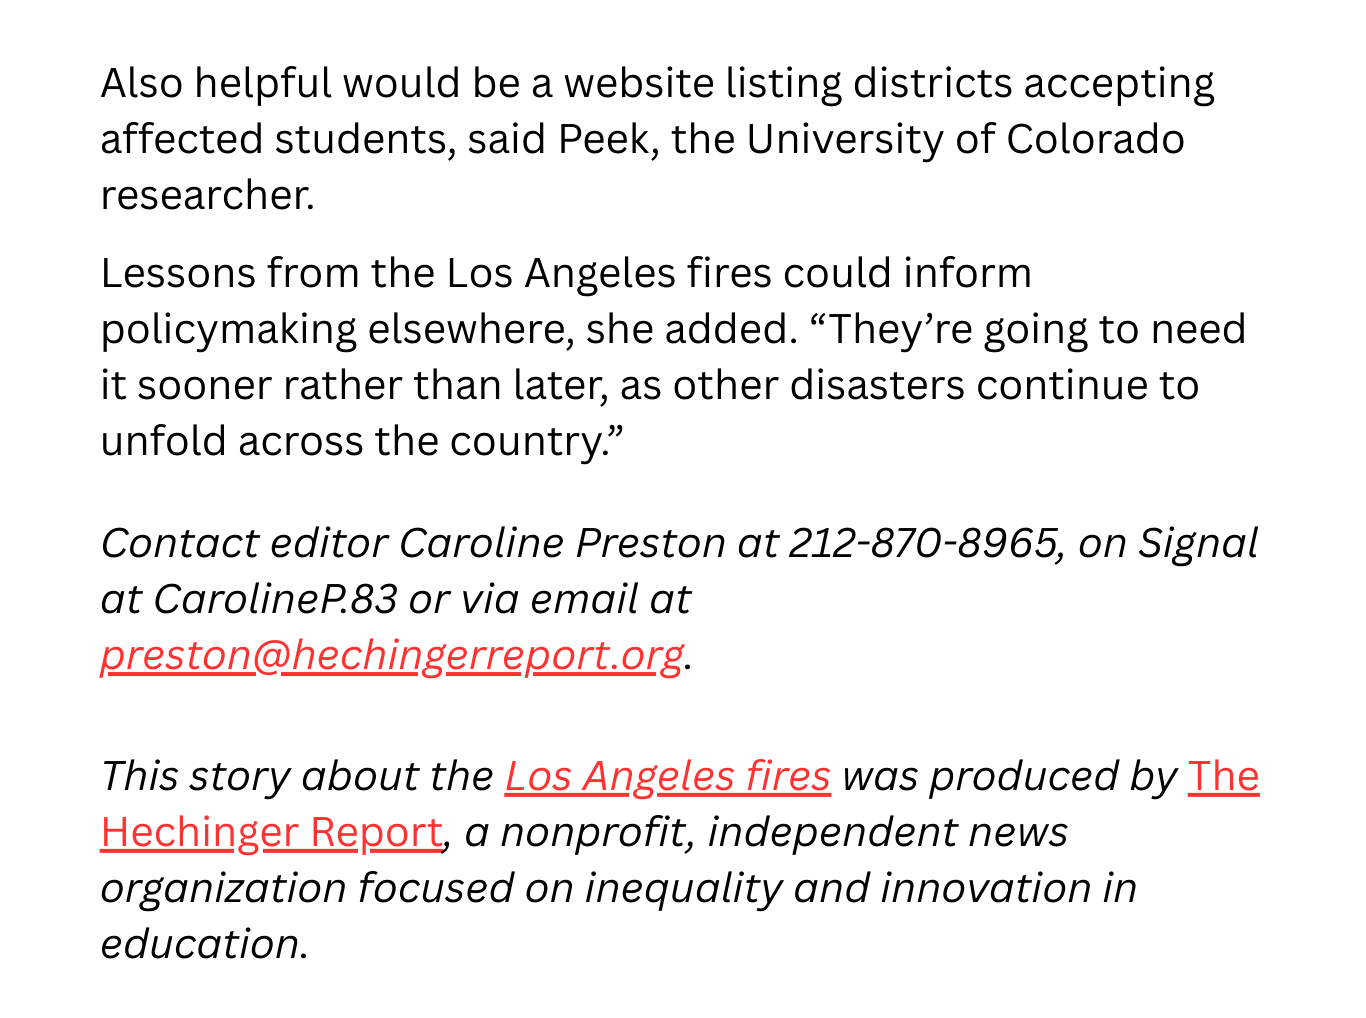 Also helpful would be a website listing districts accepting
affected students, said Peek, the University of Colorado
researcher.
Lessons from the Los Angeles fires could inform
policymaking elsewhere, she added. “They’re going to need
it sooner rather than later, as other disasters continue to
unfold across the country.”
Contact editor Caroline Preston at 212-870-8965, on Signal
at CarolineP.83 or via email at
preston@hechingerreport.org.
This story about the Los Angeles fires was produced by The
Hechinger Report, a nonprofit, independent news
organization focused on inequality and innovation in
education.